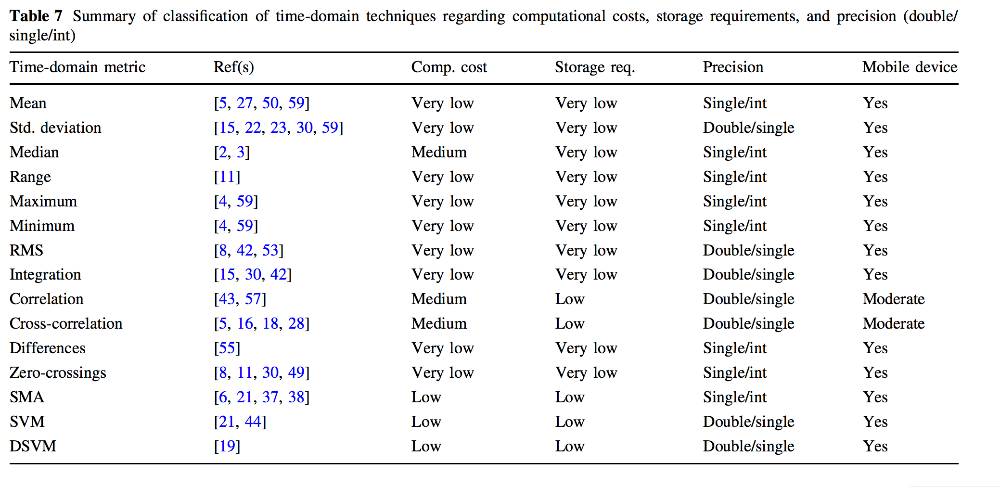 Table 7 Summary of classification of time-domain techniques regarding computational costs, storage requirements, and precision (double/
single/int)
Time-domain metric Ref(s) Comp. cost Storage req. Precision Mobile device
Mean [5, 27, 50, 59] Very low Very low Single/int Yes
Std. deviation [15, 22, 23, 30, 59] Very low Very low Double/single Yes
Median [2, 3] Medium Very low Single/int Yes
Range [11] Very low Very low Single/int Yes
Maximum [4, 59] Very low Very low Single/int Yes
Minimum [4, 59] Very low Very low Single/int Yes
RMS [8, 42, 53] Very low Very low Double/single Yes
Integration [15, 30, 42] Very low Very low Double/single Yes
Correlation [43, 57] Medium Low Double/single Moderate
Cross-correlation [5, 16, 18, 28] Medium Low Double/single Moderate
Differences [55] Very low Very low Single/int Yes
Zero-crossings [8, 11, 30, 49] Very low Very low Single/int Yes
SMA [6, 21, 37, 38] Low Low Single/int Yes
SVM [21, 44] Low Low Double/single Yes
DSVM [19] Low Low Double/single Yes